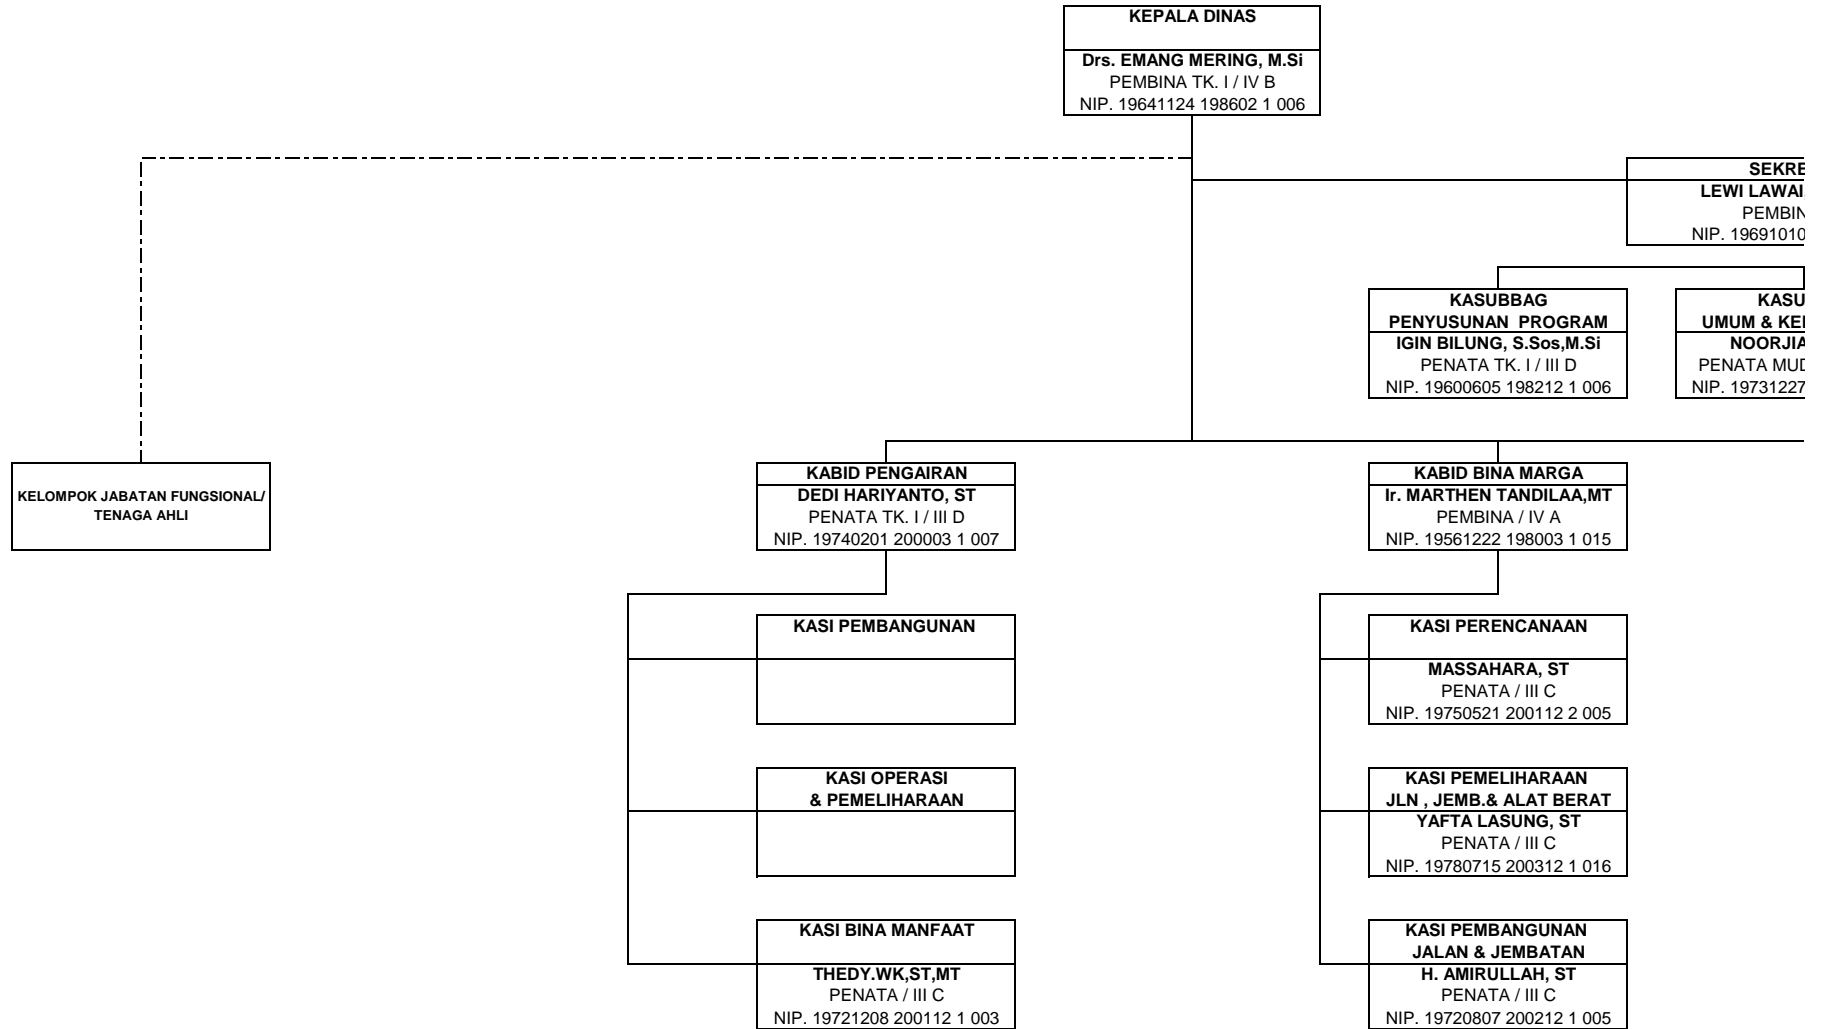 KEPALA DINAS
Drs. EMANG MERING, M.Si
PEMBINA TK. I / IV B
NIP. 19641124 198602 1 006
SEKRE
LEWI LAWAI
PEMBIN
NIP. 19691010
KASUBBAG
PENYUSUNAN PROGRAM
IGIN BILUNG, S.Sos,M.Si
PENATA TK. I / III D
NIP. 19600605 198212 1 006
KASU
UMUM & KE
NOORJIA
PENATA MUD
NIP. 19731227
KELOMPOK JABATAN FUNGSIONAL/
TENAGA AHLI
KABID PENGAIRAN
DEDI HARIYANTO, ST
PENATA TK. I / III D
NIP. 19740201 200003 1 007
KABID BINA MARGA
Ir. MARTHEN TANDILAA,MT
PEMBINA / IV A
NIP. 19561222 198003 1 015
KASI PEMBANGUNAN
KASI OPERASI
& PEMELIHARAAN
KASI BINA MANFAAT
THEDY.WK,ST,MT
PENATA / III C
NIP. 19721208 200112 1 003
KASI PERENCANAAN
MASSAHARA, ST
PENATA / III C
NIP. 19750521 200112 2 005
KASI PEMELIHARAAN
JLN , JEMB.& ALAT BERAT
YAFTA LASUNG, ST
PENATA / III C
NIP. 19780715 200312 1 016
KASI PEMBANGUNAN
JALAN & JEMBATAN
H. AMIRULLAH, ST
PENATA / III C
NIP. 19720807 200212 1 005